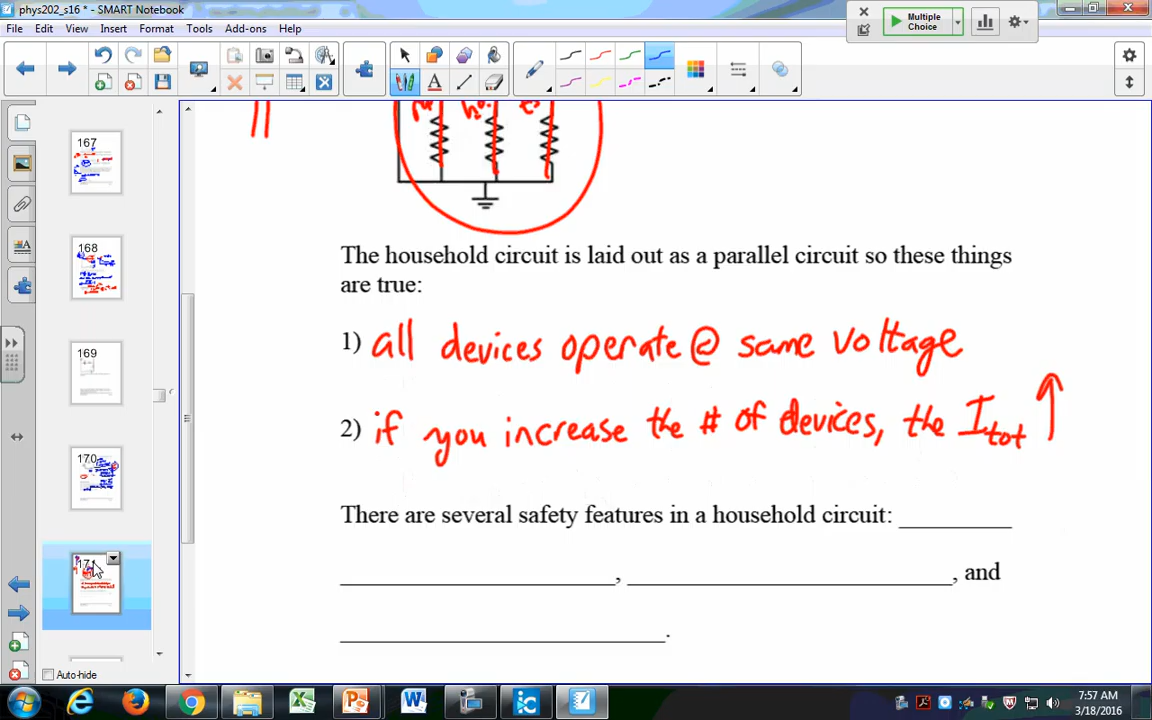 phys202_s16 * - SMART Notebook
Multiple
Choice
File Edit View Insert Format Tools Add-ons Help
A
167
168
169
170
171
Auto-hide
The household circuit is laid out as a parallel circuit so these things
are true:
1) all devices operate @ same voltage
2) if you increase the # of devices, the Itot ↑
There are several safety features in a household circuit: __________
_________________________, _____________________________, and
_____________________________.
7:57 AM
3/18/2016